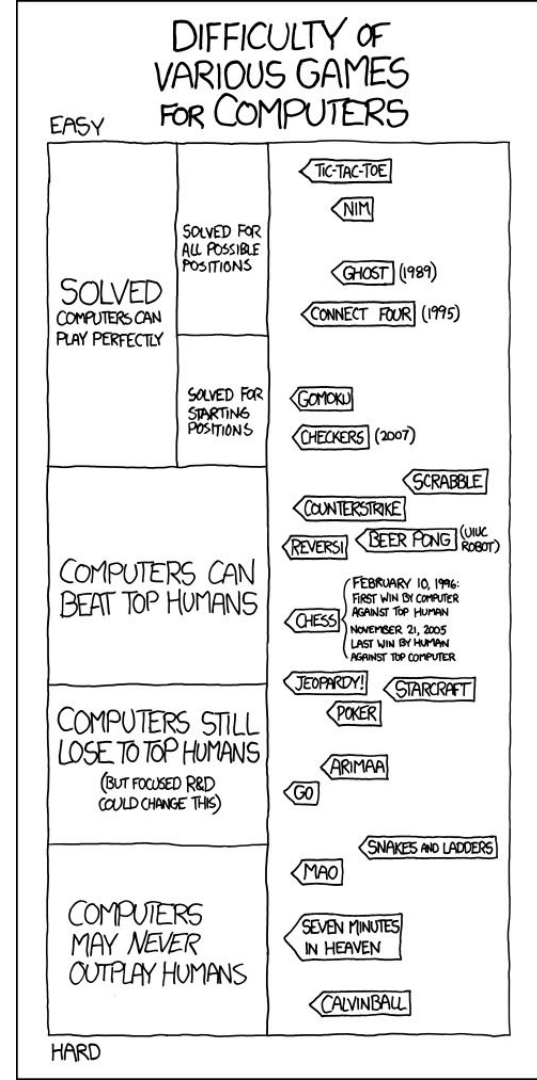 DIFFICULTY OF
VARIOUS GAMES
FOR COMPUTERS
EASY
SOLVED
COMPUTERS CAN
PLAY PERFECTLY
SOLVED FOR
ALL POSSIBLE
POSITIONS
TIC-TAC-TOE
NIM
GHOST (1989)
CONNECT FOUR (1995)
SOLVED FOR
STARTING
POSITIONS
GOMOKU
CHECKERS (2007)
COMPUTERS CAN
BEAT TOP HUMANS
SCRABBLE
COUNTERSTRIKE
REVERSI
BEER PONG (UIUC
ROBOT)
CHESS
FEBRUARY 10, 1996:
FIRST WIN BY COMPUTER
AGAINST TOP HUMAN
NOVEMBER 21, 2005
LAST WIN BY HUMAN
AGAINST TOP COMPUTER
COMPUTERS STILL
LOSE TO TOP HUMANS
(BUT FOCUSED R&D
COULD CHANGE THIS)
JEOPARDY!
STARCRAFT
POKER
ARIMAA
GO
COMPUTERS
MAY NEVER
OUTPLAY HUMANS
SNAKES AND LADDERS
MAO
SEVEN MINUTES
IN HEAVEN
CALVINBALL
HARD